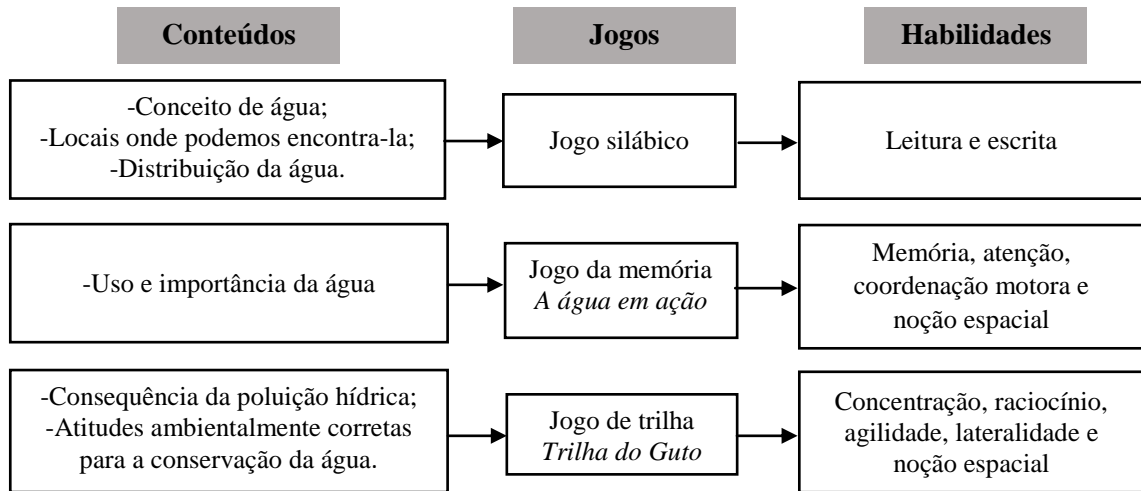 Conteúdos
Jogos
Habilidades
-Conceito de água;
-Locais onde podemos encontra-la;
-Distribuição da água.
Jogo silábico
Leitura e escrita
-Uso e importância da água
Jogo da memória
A água em ação
Memória, atenção,
coordenação motora e
noção espacial
-Consequência da poluição hídrica;
-Atitudes ambientalmente corretas
para a conservação da água.
Jogo de trilha
Trilha do Guto
Concentração, raciocínio,
agilidade, lateralidade e
noção espacial